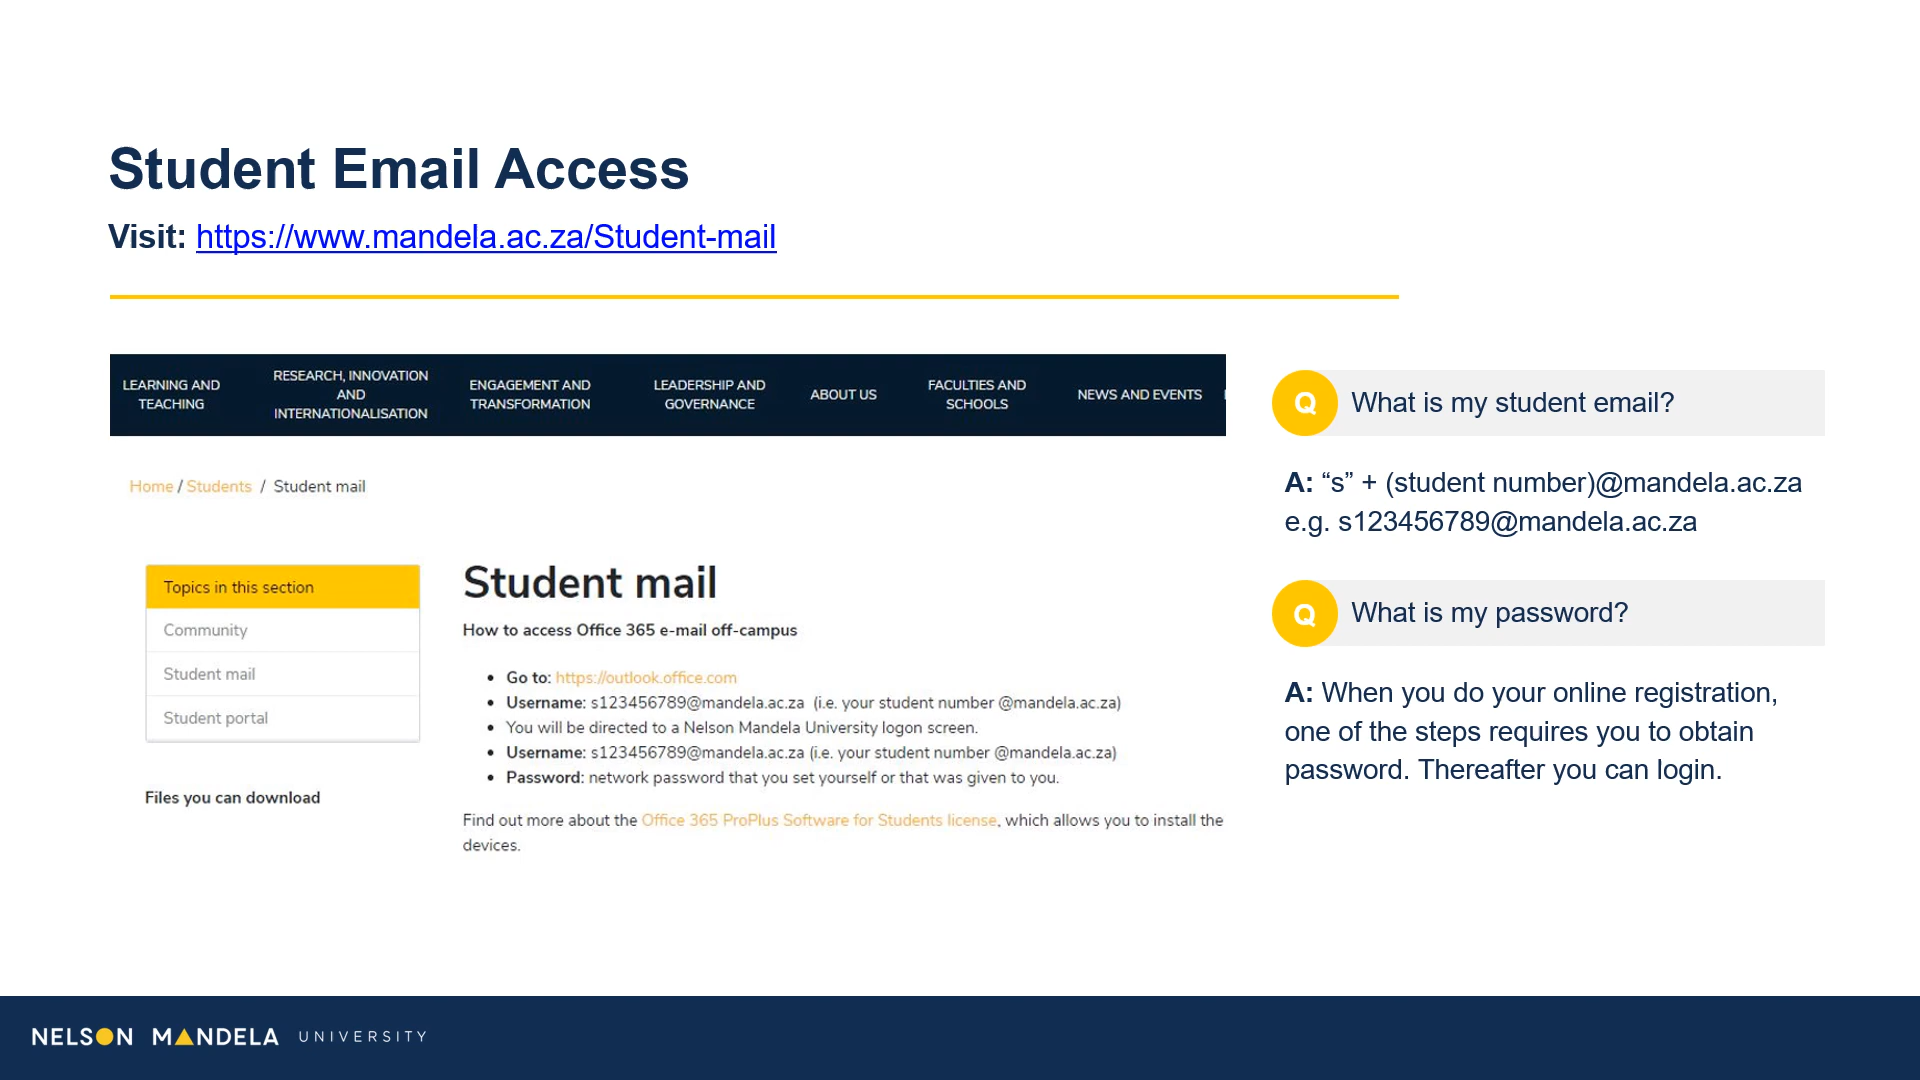 Student Email Access
Visit: https://www.mandela.ac.za/Student-mail
LEARNING AND
TEACHING
RESEARCH, INNOVATION
AND
INTERNATIONALISATION
ENGAGEMENT AND
TRANSFORMATION
LEADERSHIP AND
GOVERNANCE
ABOUT US
FACULTIES AND
SCHOOLS
NEWS AND EVENTS
Home / Students / Student mail
Topics in this section
Community
Student mail
Student portal
Files you can download
Student mail
How to access Office 365 e-mail off-campus
• Go to: https://outlook.office.com
• Username: s123456789@mandela.ac.za (i.e. your student number @mandela.ac.za)
• You will be directed to a Nelson Mandela University logon screen.
• Username: s123456789@mandela.ac.za (i.e. your student number @mandela.ac.za)
• Password: network password that you set yourself or that was given to you.
Find out more about the Office 365 ProPlus Software for Students license, which allows you to install the
devices.
Q What is my student email?
A: “s” + (student number)@mandela.ac.za
e.g. s123456789@mandela.ac.za
Q What is my password?
A: When you do your online registration,
one of the steps requires you to obtain
password. Thereafter you can login.
NELSON MANDELA UNIVERSITY